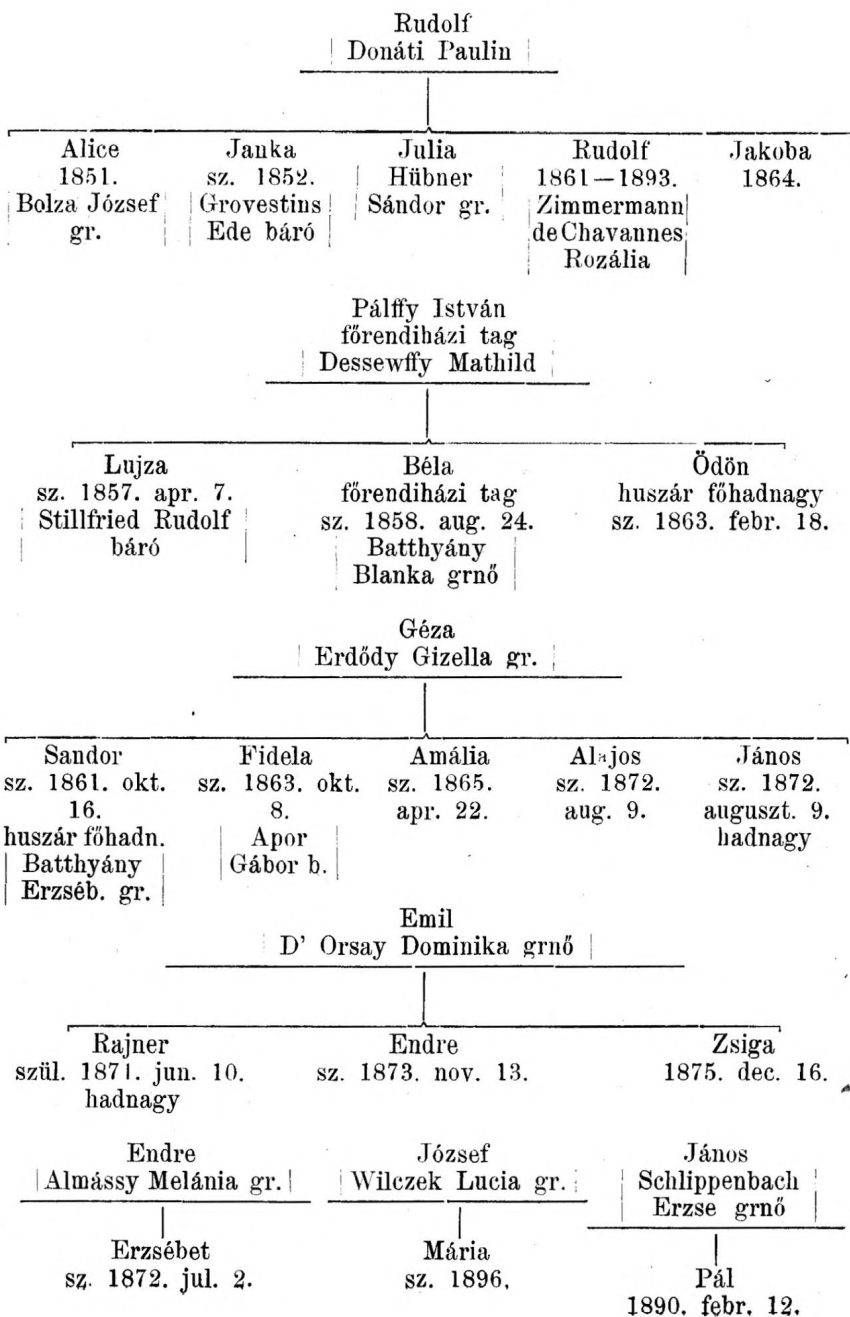 Rudolf
Donáti Paulin
Alice Janka Julia Rudolf Jakoba
1851. sz. 1852. Hübner 1861—1893. 1864.
Bolza József Grovestins Sándor gr. Zimmermann
gr. Ede báró de Chavannes
Rozália
Pálffy István
főrendiházi tag
Dessewffy Mathild
Lujza Béla Ödön
sz. 1857. apr. 7. főrendiházi tag huszár főhadnagy
Stillfried Rudolf sz. 1858. aug. 24. sz. 1863. febr. 18.
báró Batthyány
Blanka grnő
Géza
Erdődy Gizella gr.
Sandor Fidela Amália Alajos János
sz. 1861. okt. sz. 1863. okt. sz. 1865. sz. 1872. sz. 1872.
16. 8. apr. 22. aug. 9. auguszt. 9.
huszár főhadn. Apor hadnagy
Batthyány Gábor b.
Erzséb. gr.
Emil
D' Orsay Dominika grnő
Rajner Endre Zsiga
szül. 1871. jun. 10. sz. 1873. nov. 13. 1875. dec. 16.
hadnagy
Endre József János
Almássy Melánia gr. Wilczek Lucia gr. Schlippenbach
Erzse grnő
Erzsébet Mária
sz. 1872. jul. 2. sz. 1896. Pál
1890. febr. 12.